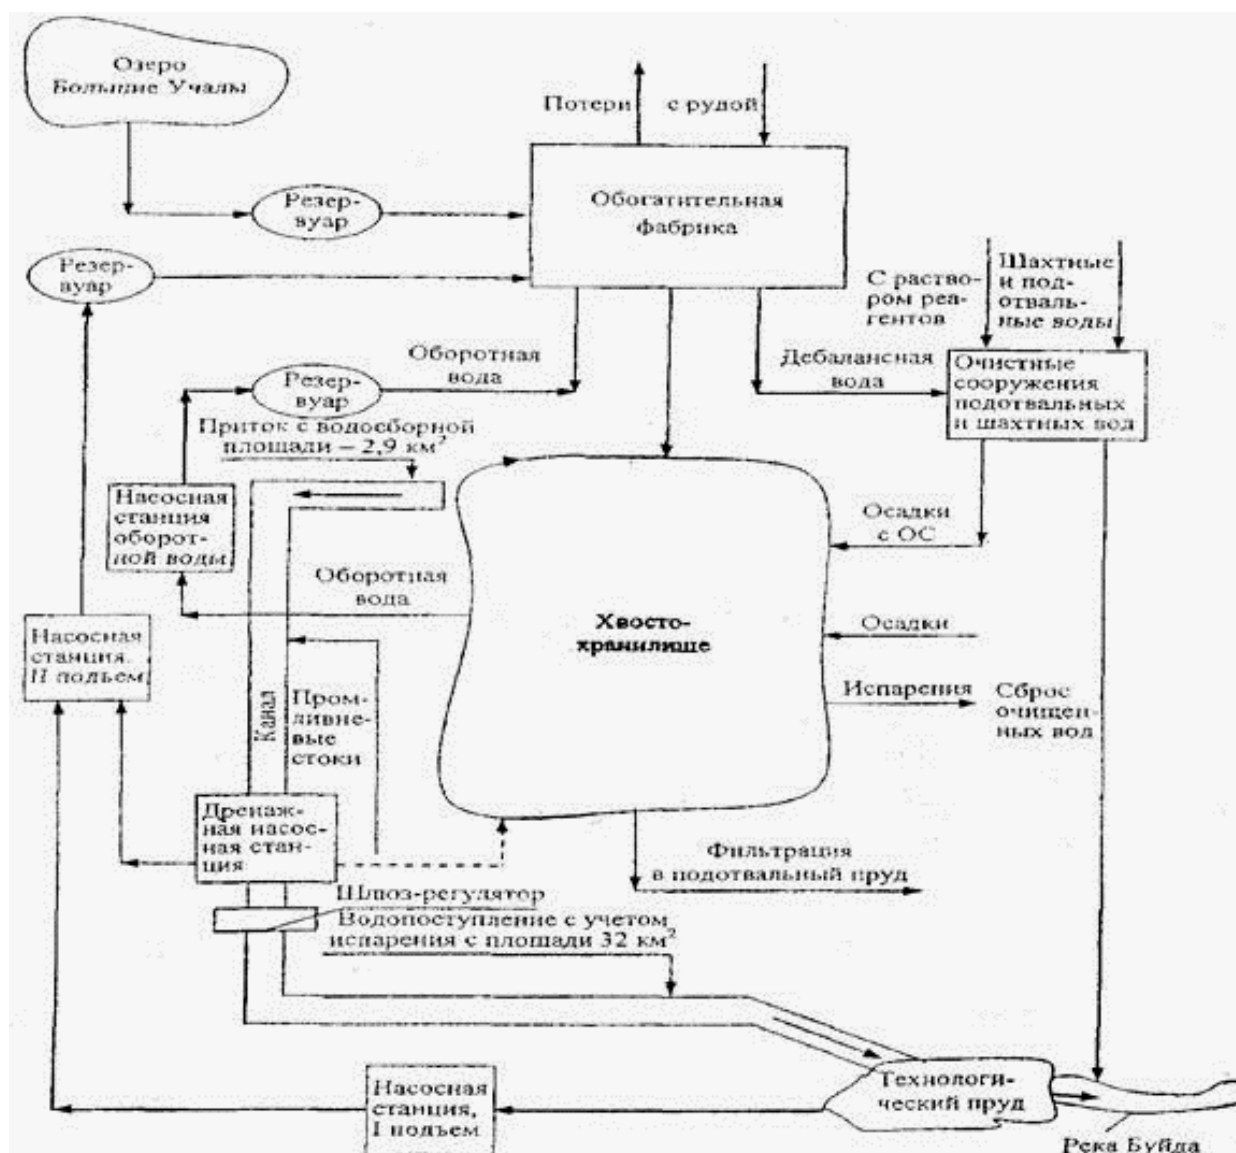 Озеро
Большие Учалы
Потери
с рудой
Резер-
вуар
Обогатительная
фабрика
Резер-
вуар
С раство-
ром реа-
гентов
Шахтные
и под-
отваль-
ные воды
Оборотная
вода
Резер-
вуар
Дебалансная
вода
Очистные
сооружения
подотвальных
и шахтных вод
Приток с водосборной
площади – 2,9 км²
Насосная
станция
оборот-
ной воды
Осадки
с ОС
Оборотная
вода
Хвосто-
хранилище
Осадки
Насосная
станция.
II подъем
Испарения
Сброс
очищен-
ных вод
Канал
Пром-
ливне-
вые
стоки
Дренаж-
ная насос-
ная стан-
ция
Фильтрация
в подотвальный пруд
Шлюз-регулятор
Водопоступление с учетом
испарения с площади 32 км²
Насосная
станция,
I подъем
Технологи-
ческий пруд
Река Буйда